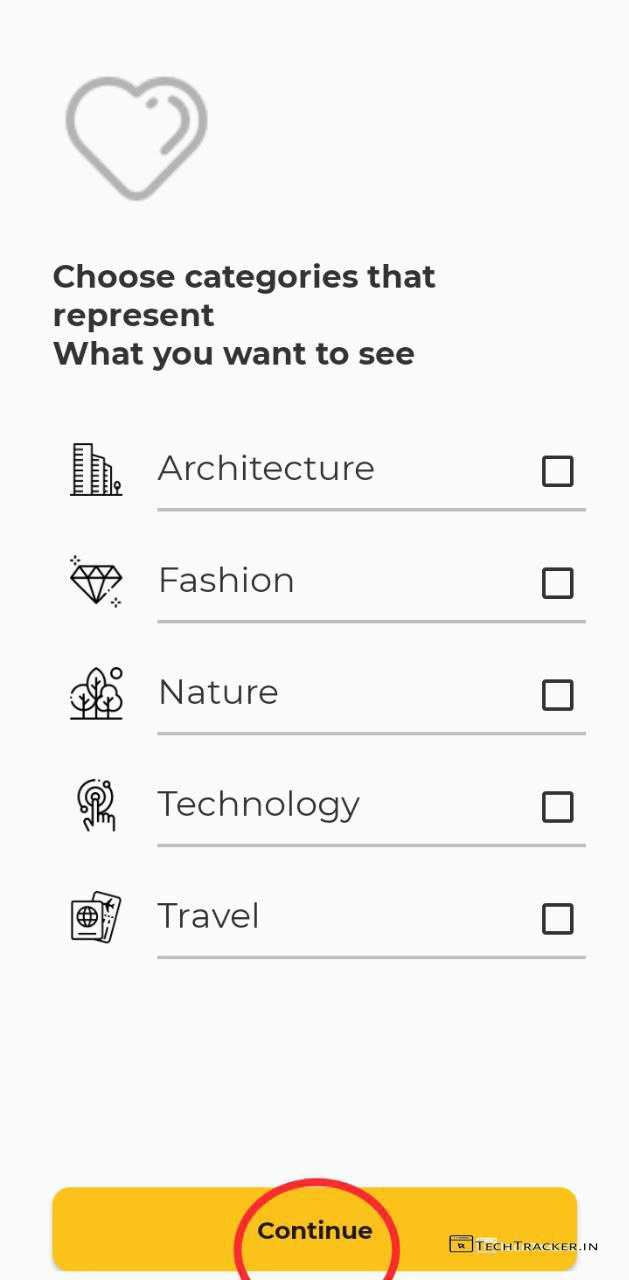 Choose categories that
represent
What you want to see
Architecture
Fashion
Nature
Technology
Travel
Continue
TECHTRACKER.IN